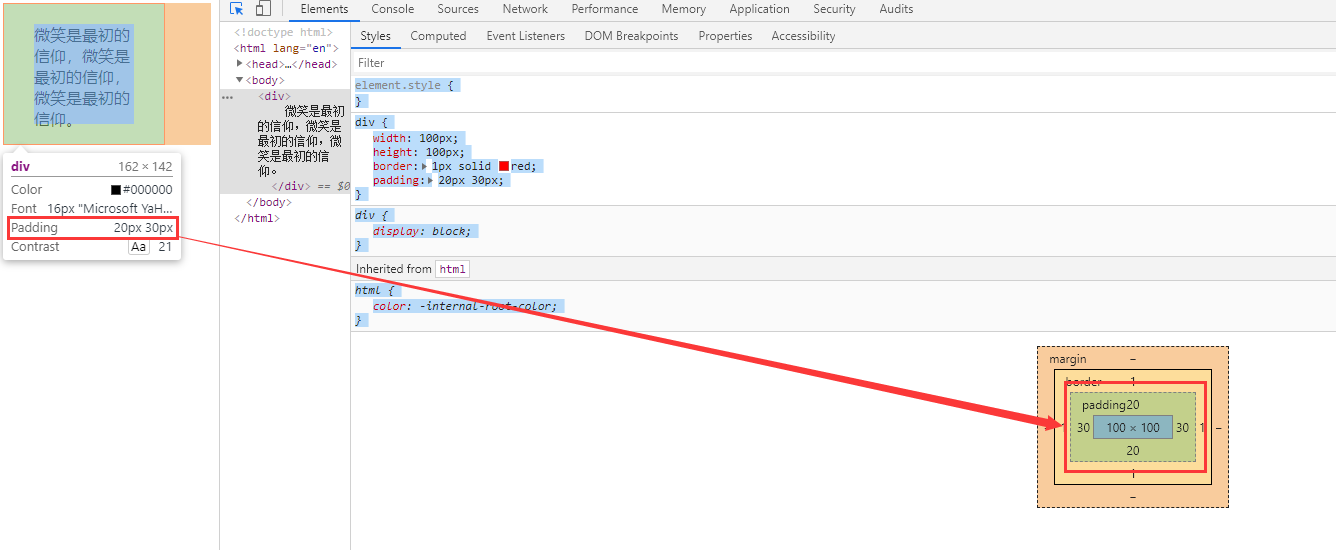 微笑是最初的
信仰，微笑是
最初的信仰，
微笑是最初的
信仰。
div 162 × 142
Color #000000
Font 16px "Microsoft YaH...
Padding 20px 30px
Contrast Aa 21
Elements Console Sources Network Performance Memory Application Security Audits
<!doctype html>
<html lang="en">
<head>…</head>
<body>
<div>
微笑是最初
的信仰，微笑是
最初的信仰，微
笑是最初的信
仰。
</div> == $0
</body>
</html>
Styles Computed Event Listeners DOM Breakpoints Properties Accessibility
Filter
element.style {
}
div {
width: 100px;
height: 100px;
border: 1px solid red;
padding: 20px 30px;
}
div {
display: block;
}
Inherited from html
html {
color: -internal-root-color;
}
margin –
border 1
padding20
1 30 100 × 100 30 1 –
20
1
–